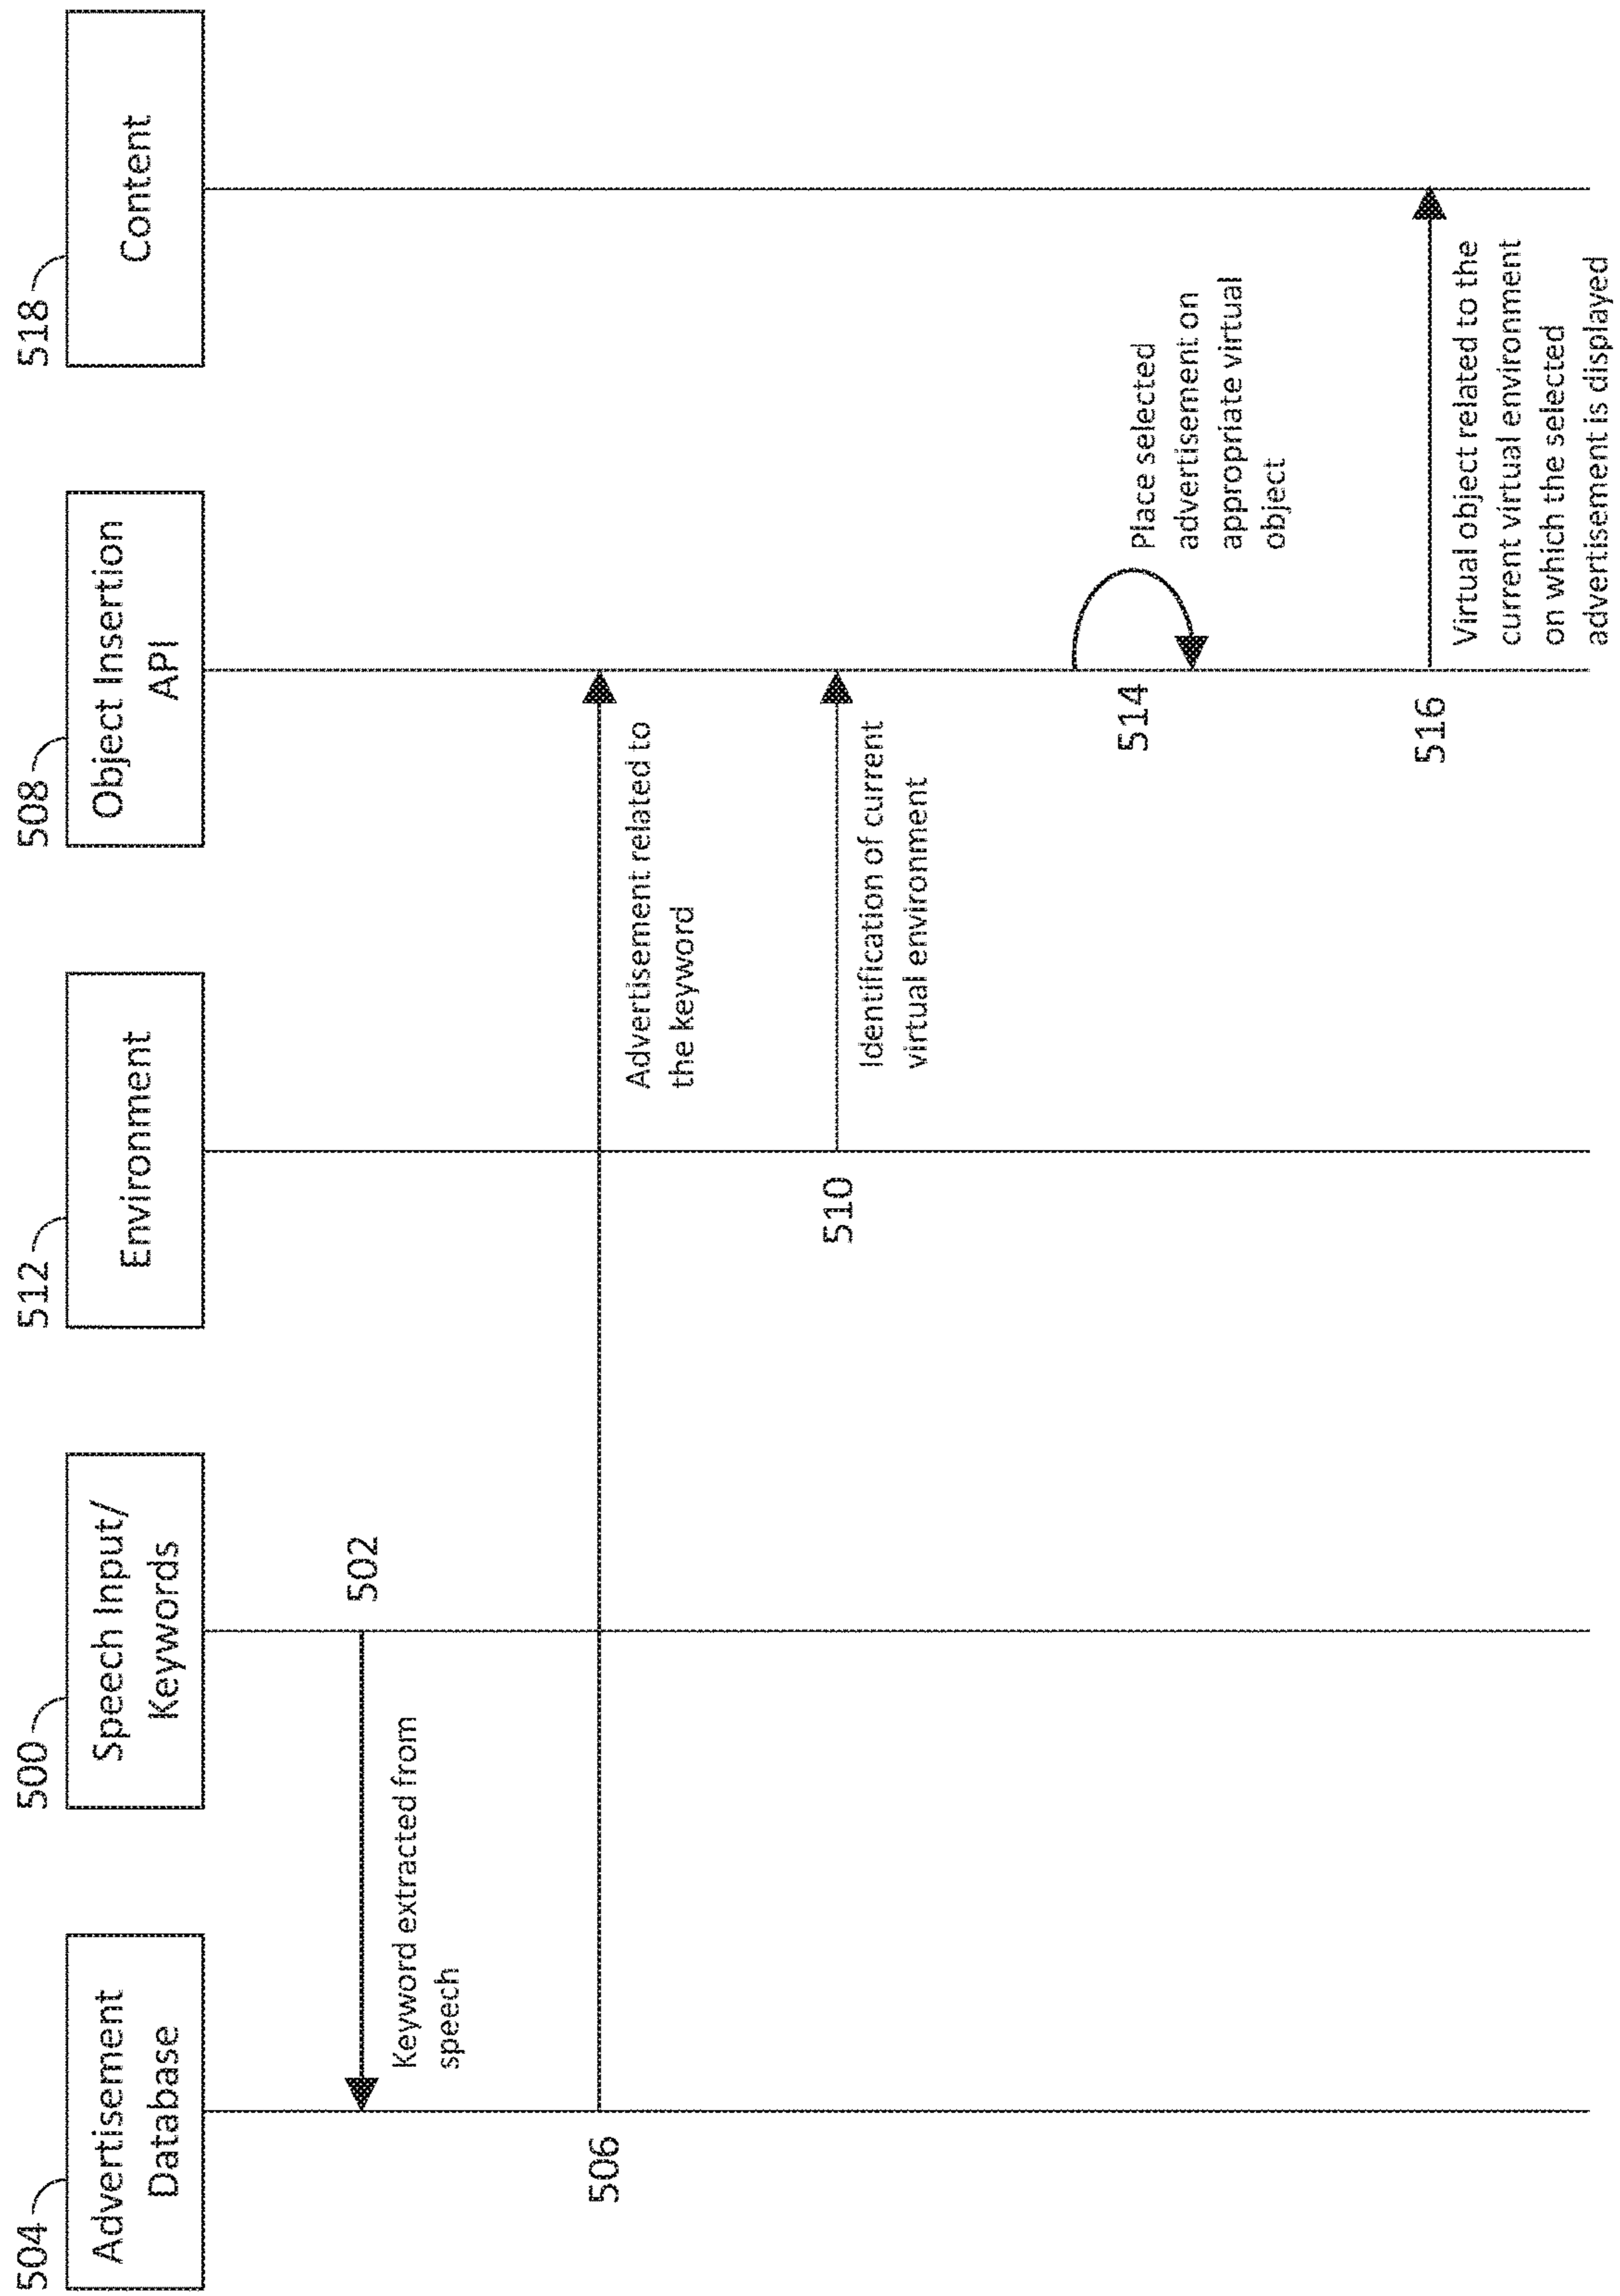 504
Advertisement
Database
500
Speech Input/
Keywords
512
Environment
508
Object Insertion
API
518
Content
502
Keyword extracted from
speech
506
Advertisement related to
the keyword
510
Identification of current
virtual environment
514
Place selected
advertisement on
appropriate virtual
object
516
Virtual object related to the
current virtual environment
on which the selected
advertisement is displayed